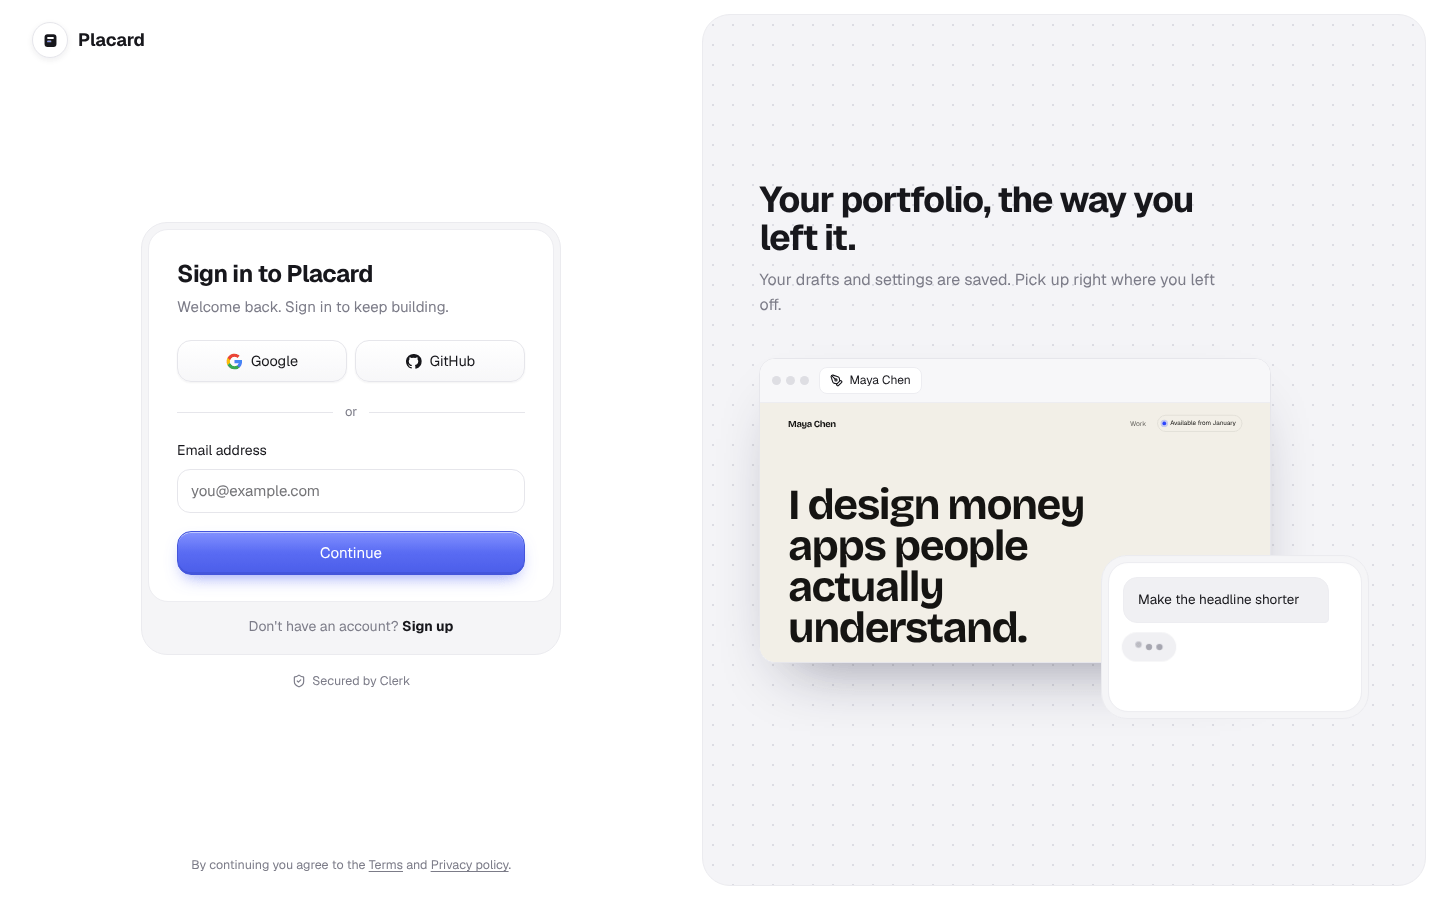 Placard
Sign in to Placard
Welcome back. Sign in to keep building.
Google
GitHub
or
Email address
you@example.com
Continue
Don't have an account? Sign up
Secured by Clerk
By continuing you agree to the Terms and Privacy policy.
Your portfolio, the way you
left it.
Your drafts and settings are saved. Pick up right where you left
off.
Maya Chen
Maya Chen
Work
Available from January
I design money
apps people
actually
understand.
Make the headline shorter